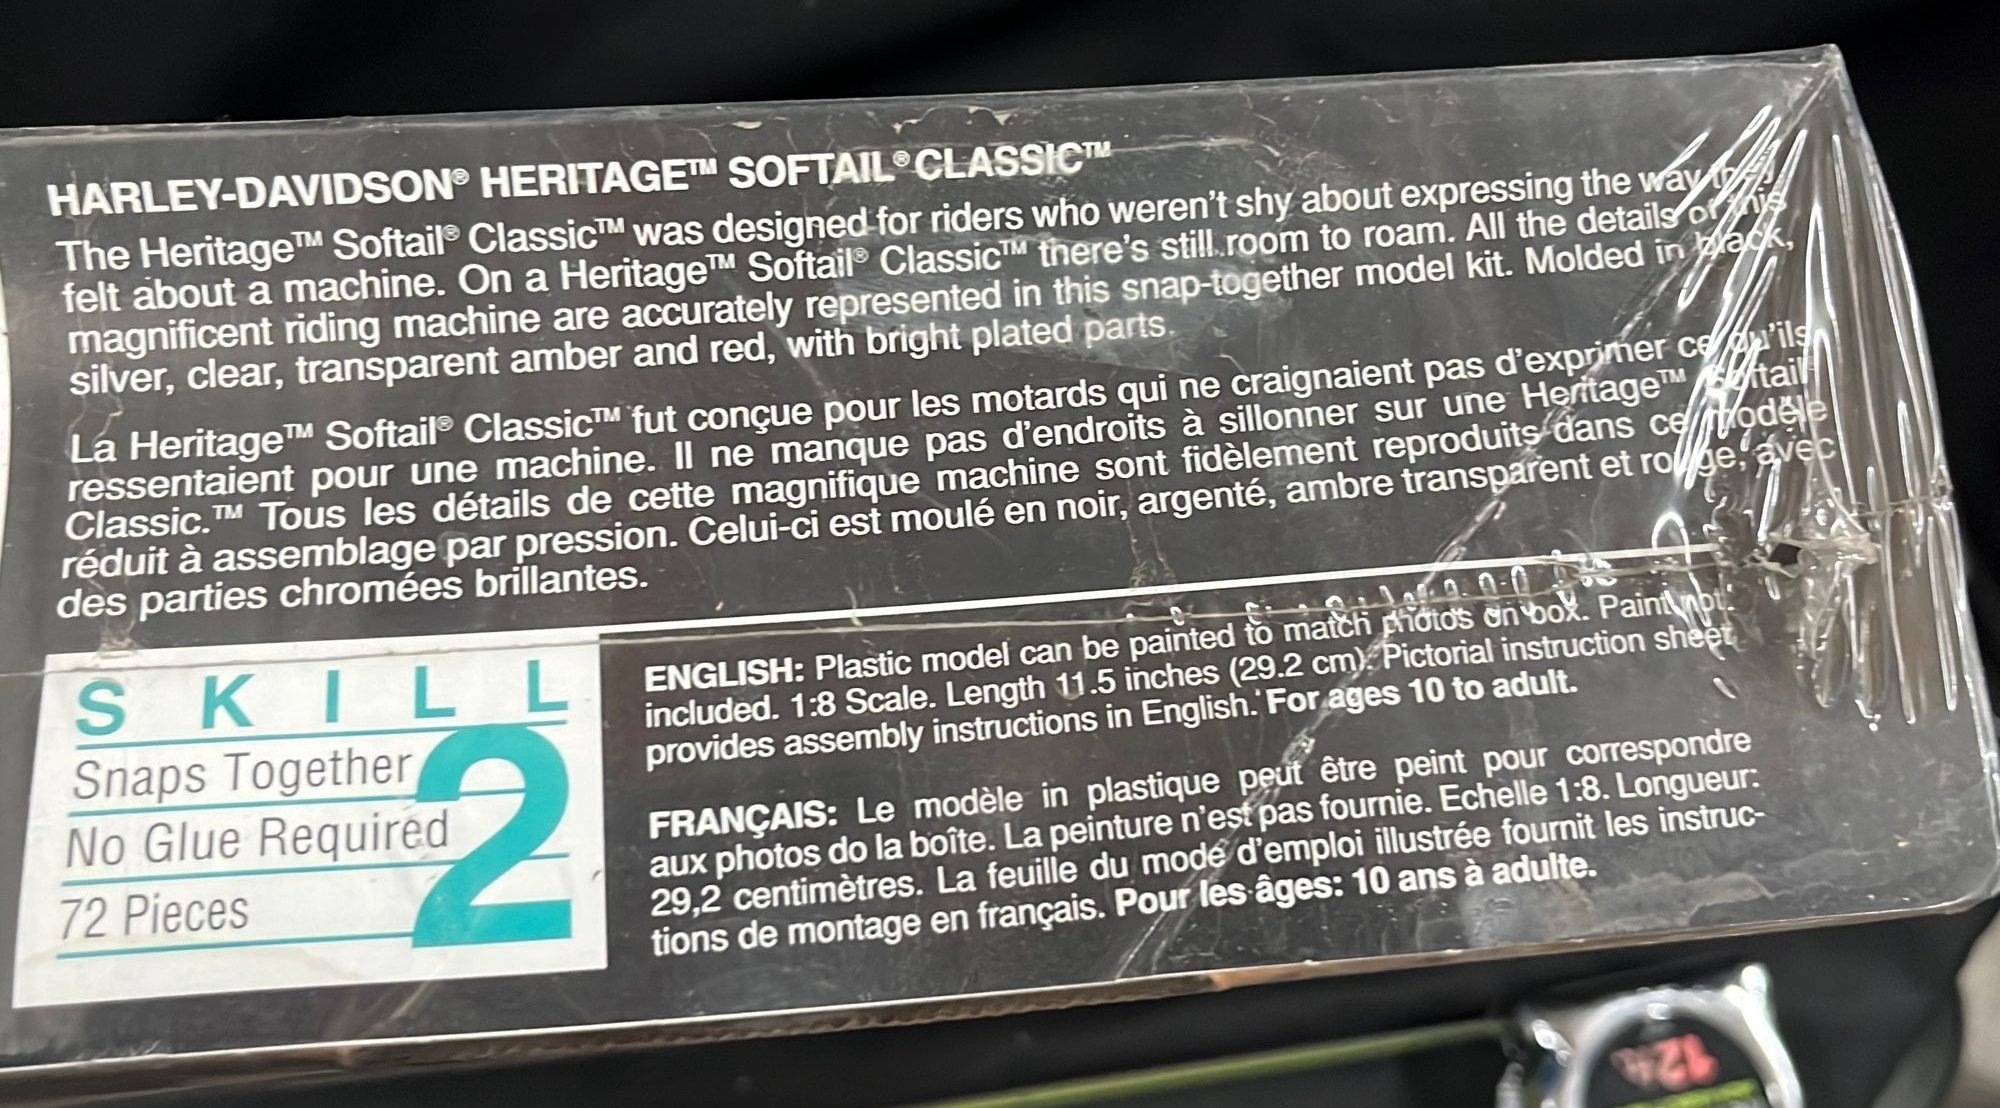 HARLEY-DAVIDSON® HERITAGE™ SOFTAIL® CLASSIC™
The Heritage™ Softail® Classic™ was designed for riders who weren't shy about expressing the way they
felt about a machine. On a Heritage™ Softail® Classic™ there's still room to roam. All the details of this
magnificent riding machine are accurately represented in this snap-together model kit. Molded in black,
silver, clear, transparent amber and red, with bright plated parts.
La Heritage™ Softail® Classic™ fut conçue pour les motards qui ne craignaient pas d'exprimer ce qu'ils
ressentaient pour une machine. Il ne manque pas d'endroits à sillonner sur une Heritage™ Softail
Classic.™ Tous les détails de cette magnifique machine sont fidèlement reproduits dans ce modèle
réduit à assemblage par pression. Celui-ci est moulé en noir, argenté, ambre transparent et rouge, avec
des parties chromées brillantes.
SKILL 2
Snaps Together
No Glue Required
72 Pieces
ENGLISH: Plastic model can be painted to match photos on box. Paint not
included. 1:8 Scale. Length 11.5 inches (29.2 cm). Pictorial instruction sheet
provides assembly instructions in English. For ages 10 to adult.
FRANÇAIS: Le modèle in plastique peut être peint pour correspondre
aux photos do la boîte. La peinture n'est pas fournie. Echelle 1:8. Longueur:
29,2 centimètres. La feuille du mode d'emploi illustrée fournit les instruc-
tions de montage en français. Pour les âges: 10 ans à adulte.